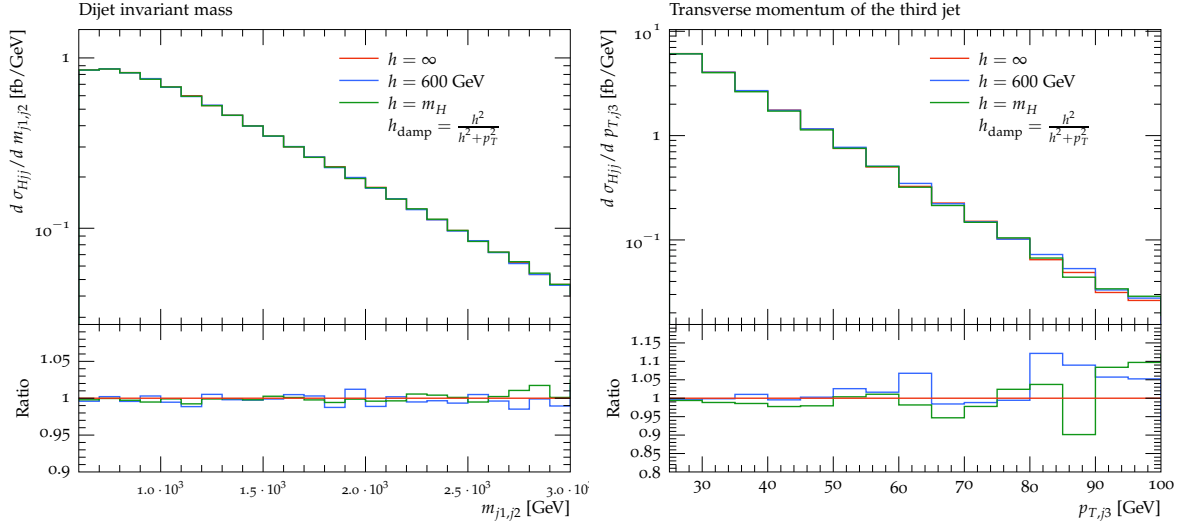 Dijet invariant mass
h = ∞
h = 600 GeV
h = m_H
h_damp = h²/(h²+p_T²)
d σ_Hjj/d m_j1,j2 [fb/GeV]
1
10⁻¹
Ratio
1.05
1
0.95
0.9
1.0 · 10³ 1.5 · 10³ 2.0 · 10³ 2.5 · 10³ 3.0 · 10³
m_j1,j2 [GeV]
Transverse momentum of the third jet
h = ∞
h = 600 GeV
h = m_H
h_damp = h²/(h²+p_T²)
d σ_Hjj/d p_T,j3 [fb/GeV]
10¹
1
10⁻¹
Ratio
1.15
1.1
1.05
1.0
0.95
0.9
0.85
0.8
30 40 50 60 70 80 90 100
p_T,j3 [GeV]